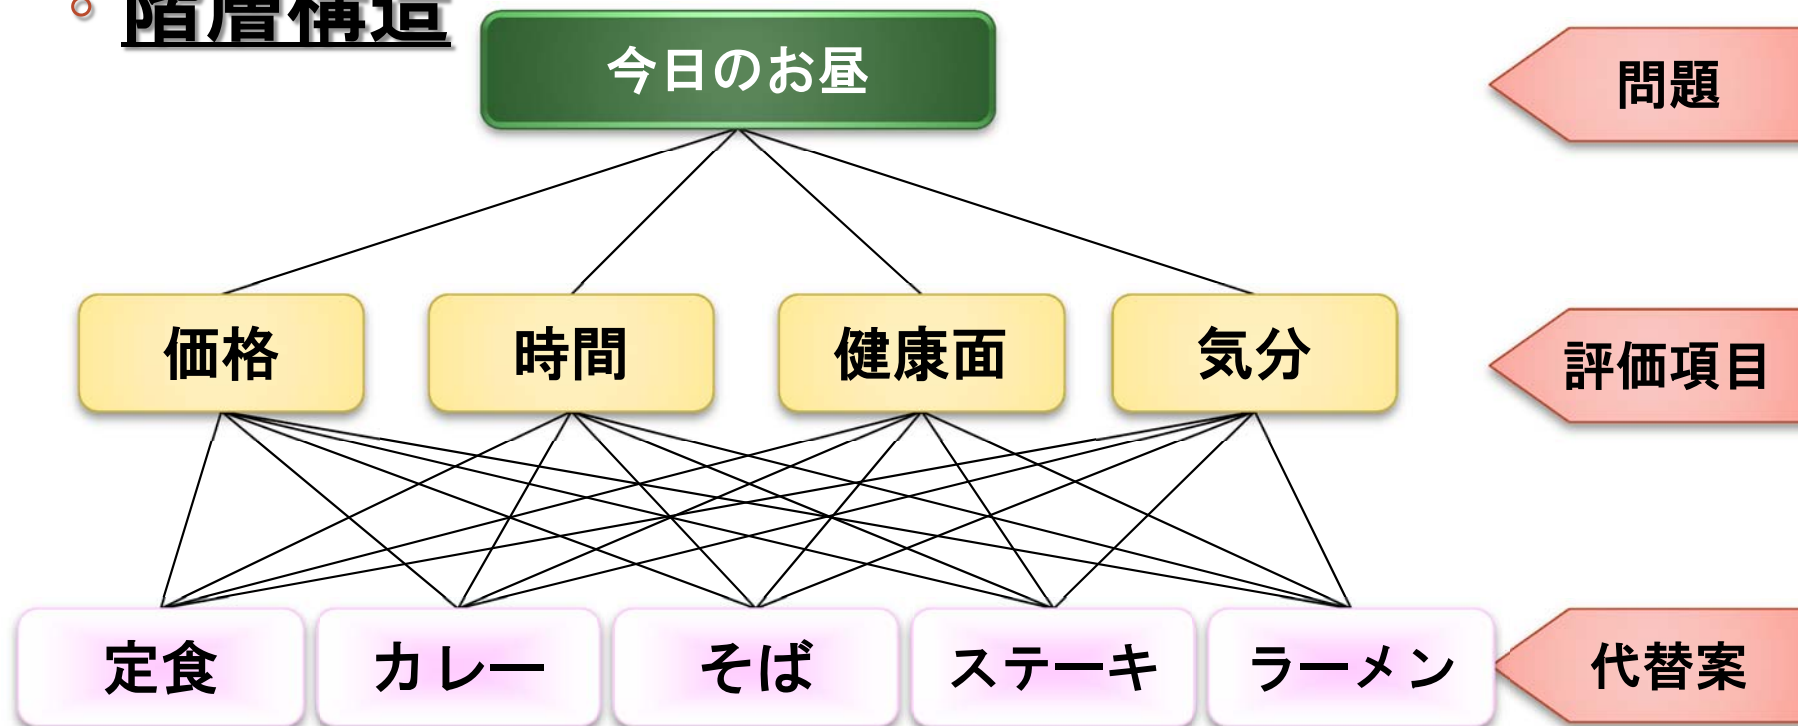 階層構造
今日のお昼
問題
価格
時間
健康面
気分
評価項目
定食
カレー
そば
ステーキ
ラーメン
代替案